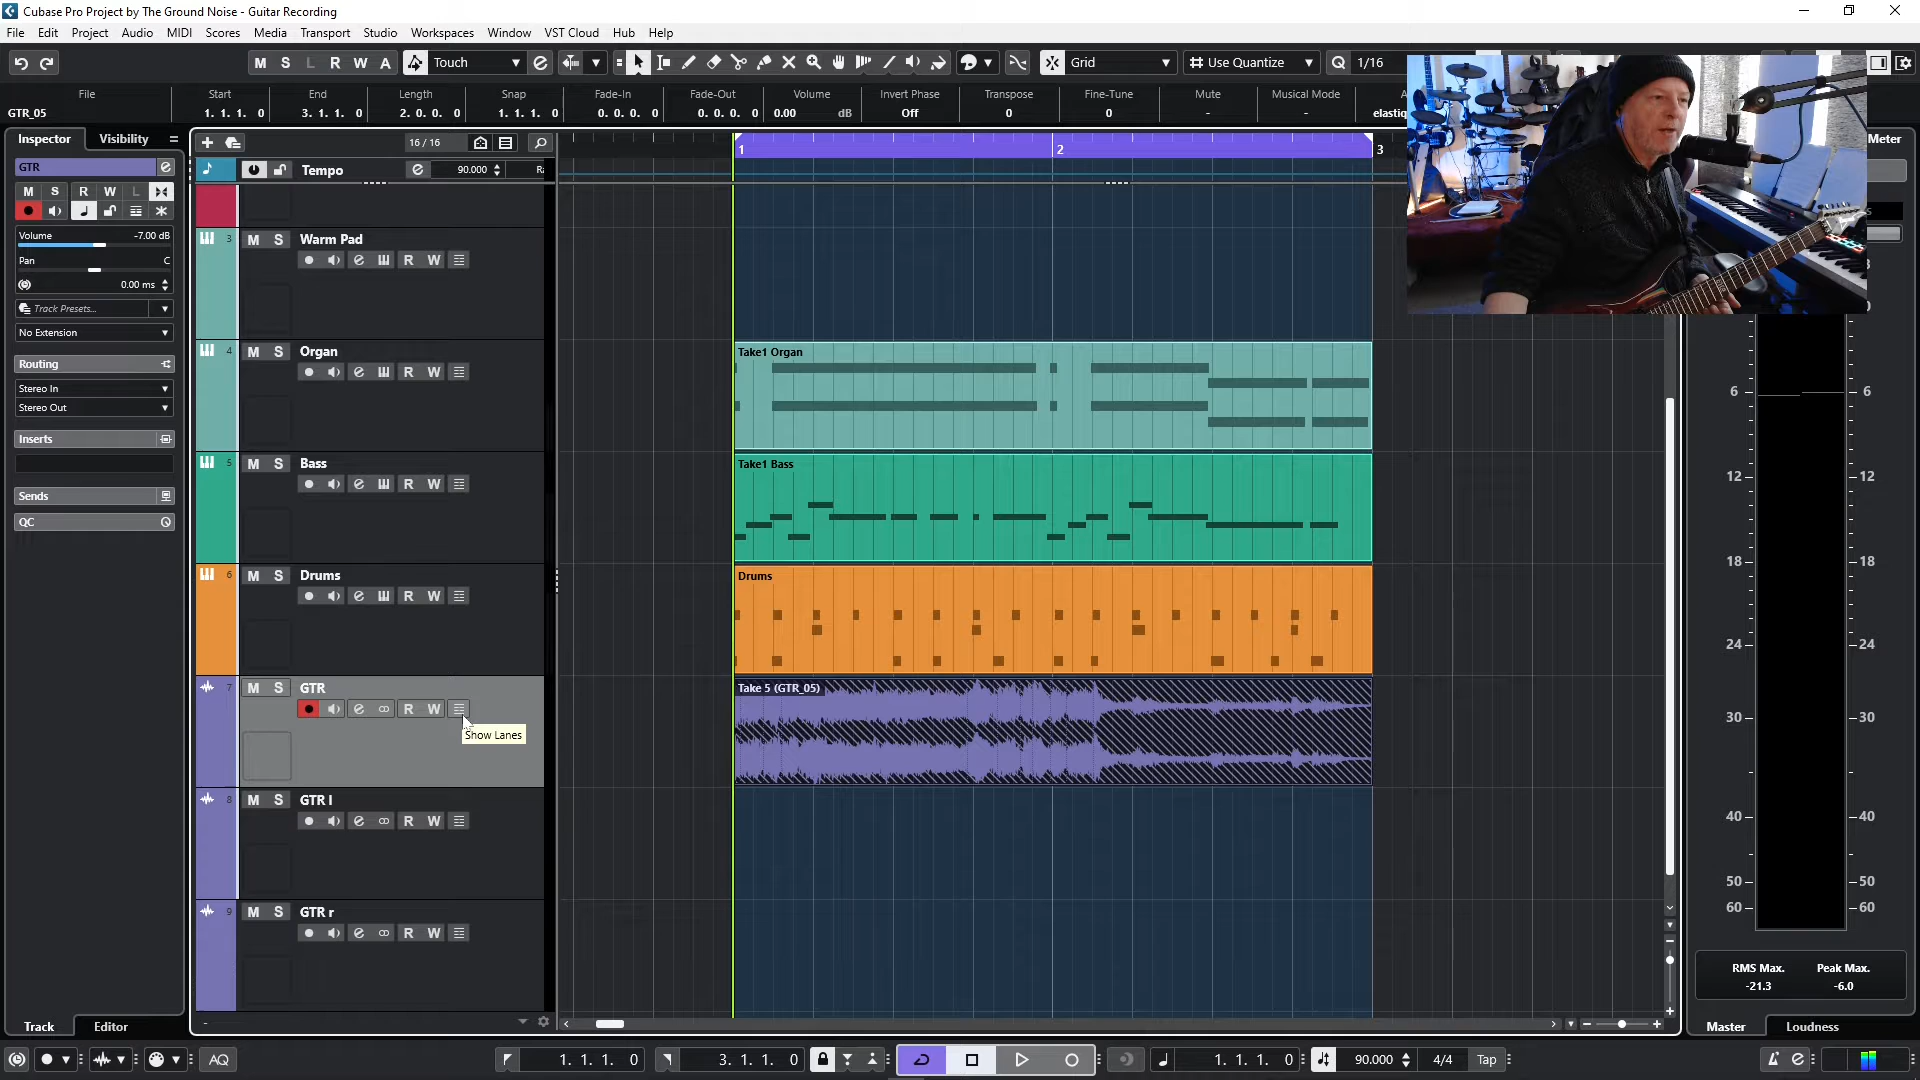 Cubase Pro Project by The Ground Noise - Guitar Recording
File Edit Project Audio MIDI Scores Media Transport Studio Workspaces Window VST Cloud Hub Help
M S L R W A Touch Grid Use Quantize 1/16
File Start End Length Snap Fade-In Fade-Out Volume Invert Phase Transpose Fine-Tune Mute Musical Mode
GTR_05 1. 1. 1. 0 3. 1. 1. 0 2. 0. 0. 0 1. 1. 1. 0 0. 0. 0. 0 0. 0. 0. 0 0.00 dB Off 0 0 - - elastiq
Inspector Visibility 16 / 16 1 2 3 Meter
GTR Tempo 90.000
M S R W L
Volume -7.00 dB
Pan C
0.00 ms
Track Presets...
No Extension
Routing
Stereo In
Stereo Out
Inserts
Sends
QC
3 M S Warm Pad
R W
4 M S Organ Take1 Organ
R W
5 M S Bass Take1 Bass
R W
6 M S Drums Drums
R W
7 M S GTR Take 5 (GTR_05)
R W
Show Lanes
8 M S GTR l
R W
9 M S GTR r
R W
6 6
12 12
18 18
24 24
30 30
40 40
50 50
60 60
RMS Max. Peak Max.
-21.3 -6.0
Track Editor Master Loudness
AQ 1. 1. 1. 0 3. 1. 1. 0 1. 1. 1. 0 90.000 4/4 Tap